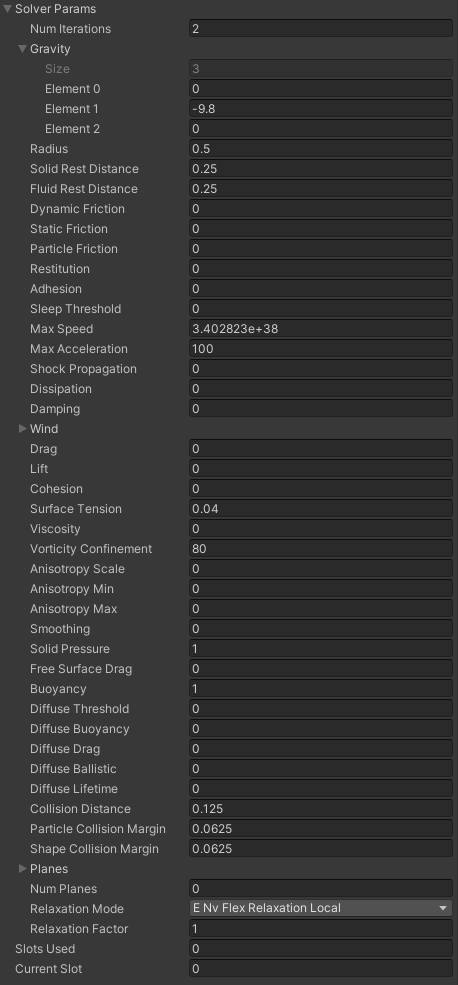 Solver Params
Num Iterations 2
Gravity
Size 3
Element 0 0
Element 1 -9.8
Element 2 0
Radius 0.5
Solid Rest Distance 0.25
Fluid Rest Distance 0.25
Dynamic Friction 0
Static Friction 0
Particle Friction 0
Restitution 0
Adhesion 0
Sleep Threshold 0
Max Speed 3.402823e+38
Max Acceleration 100
Shock Propagation 0
Dissipation 0
Damping 0
Wind
Drag 0
Lift 0
Cohesion 0
Surface Tension 0.04
Viscosity 0
Vorticity Confinement 80
Anisotropy Scale 0
Anisotropy Min 0
Anisotropy Max 0
Smoothing 0
Solid Pressure 1
Free Surface Drag 0
Buoyancy 1
Diffuse Threshold 0
Diffuse Buoyancy 0
Diffuse Drag 0
Diffuse Ballistic 0
Diffuse Lifetime 0
Collision Distance 0.125
Particle Collision Margin 0.0625
Shape Collision Margin 0.0625
Planes
Num Planes 0
Relaxation Mode E Nv Flex Relaxation Local
Relaxation Factor 1
Slots Used 0
Current Slot 0